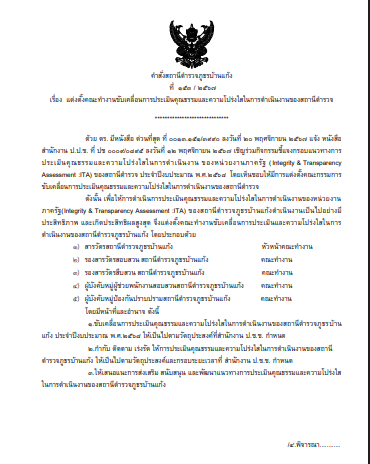 คำสั่งสถานีตำรวจภูธรบ้านแก้ง
ที่ ๑๕๓ / ๒๕๖๗
เรื่อง แต่งตั้งคณะทำงานขับเคลื่อนการประเมินคุณธรรมและความโปร่งใสในการดำเนินงานของสถานีตำรวจ
******************************
ด้วย ตร. มีหนังสือ ด่วนที่สุด ที่ ลงวันที่ ๒๐ พฤศจิกายน ๒๕๖๗ แจ้ง หนังสือ
สำนักงาน ป.ป.ช. ที่ ปช ลงวันที่ ๑๒ พฤศจิกายน ๒๕๖๗ เชิญร่วมกิจกรรมชี้แจงกรอบแนวทางการ
ประเมินคุณธรรมและความโปร่งใสในการดำเนินงาน ของหน่วยงานภาครัฐ ( Integrity & Transparency
Assessment :ITA) ของสถานีตำรวจ ประจำปีงบประมาณ พ.ศ.๒๕๖๘ โดยเห็นชอบให้มีการแต่งตั้งคณะกรรมการ
ขับเคลื่อนการประเมินคุณธรรมและความโปร่งใสในการดำเนินงานของสถานีตำรวจ
ดังนั้น เพื่อให้การดำเนินการประเมินคุณธรรมและความโปร่งใสในการดำเนินงานของหน่วยงาน
ภาครัฐ(Integrity & Transparency Assessment :ITA) ของสถานีตำรวจภูธรบ้านแก้งดำเนินเป็นไปอย่างมี
ประสิทธิภาพ และเกิดประสิทธิผลสูงสุด จึงแต่งตั้งคณะทำงานขับเคลื่อนการประเมินคุณธรรมและความโปร่งใสในการ
ดำเนินงานของสถานีตำรวจภูธรบ้านแก้ง โดยประกอบด้วย
๑) สารวัตรสถานีตำรวจภูธรบ้านแก้ง หัวหน้าคณะทำงาน
๒) รองสารวัตรสอบสวน สถานีตำรวจภูธรบ้านแก้ง คณะทำงาน
๓) รองสารวัตรสืบสวน สถานีตำรวจภูธรบ้านแก้ง คณะทำงาน
๔) ผู้บังคับหมู่ผู้ช่วยพนักงานสอบสวนสถานีตำรวจภูธรบ้านแก้ง คณะทำงาน
๕) ผู้บังคับหมู่ป้องกันปราบปรามสถานีตำรวจภูธรบ้านแก้ง คณะทำงาน
โดยมีหน้าที่และอำนาจ ดังนี้
๑.ขับเคลื่อนการประเมินคุณธรรมและความโปร่งใสในการดำเนินงานของสถานีตำรวจภูธรบ้าน
แก้ง ประจำปีงบประมาณ พ.ศ.๒๕๖๘ ให้เป็นไปตามวัตถุประสงค์ที่สำนักงาน ป.ช.ช. กำหนด
๒.กำกับ ติดตาม เร่งรัด ให้การประเมินคุณธรรมและความโปร่งใสในการดำเนินงานของสถานี
ตำรวจภูธรบ้านแก้ง ให้เป็นไปตามวัตถุประสงค์และกรอบระยะเวลาที่ สำนักงาน ป.ช.ช. กำหนด
๓.ให้เสนอแนะการส่งเสริม สนับสนุน และพัฒนาแนวทางการประเมินคุณธรรมและความโปร่งใส
ในการดำเนินงานของสถานีตำรวจภูธรบ้านแก้ง
/๔.พิจารณา...........